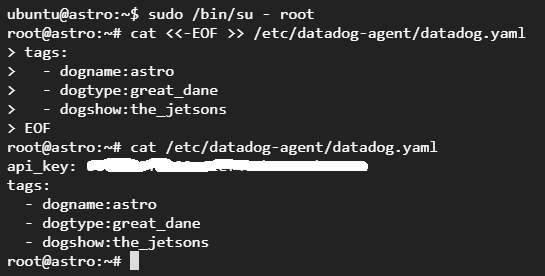 ubuntu@astro:~$ sudo /bin/su - root
root@astro:~# cat <<-EOF >> /etc/datadog-agent/datadog.yaml
> tags:
>   - dogname:astro
>   - dogtype:great_dane
>   - dogshow:the_jetsons
> EOF
root@astro:~# cat /etc/datadog-agent/datadog.yaml
api_key:
tags:
  - dogname:astro
  - dogtype:great_dane
  - dogshow:the_jetsons
root@astro:~#